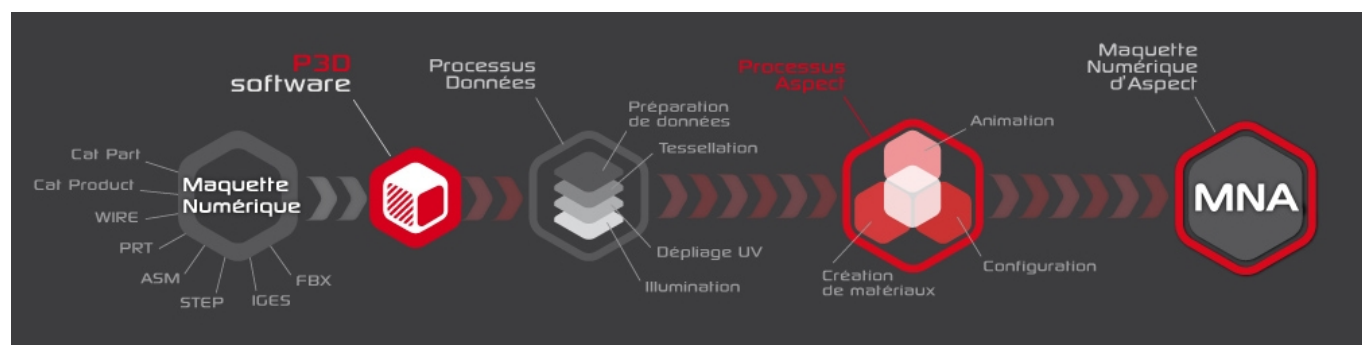 P3D
software
Processus
Données
Processus
Aspect
Maquette
Numérique
d'Aspect
Préparation
de données
Tessellation
Dépliage UV
Illumination
Animation
Création
de matériaux
Configuration
Cat Part
Cat Product
WIRE
PRT
ASM
STEP
IGES
FBX
Maquette
Numérique
MNA